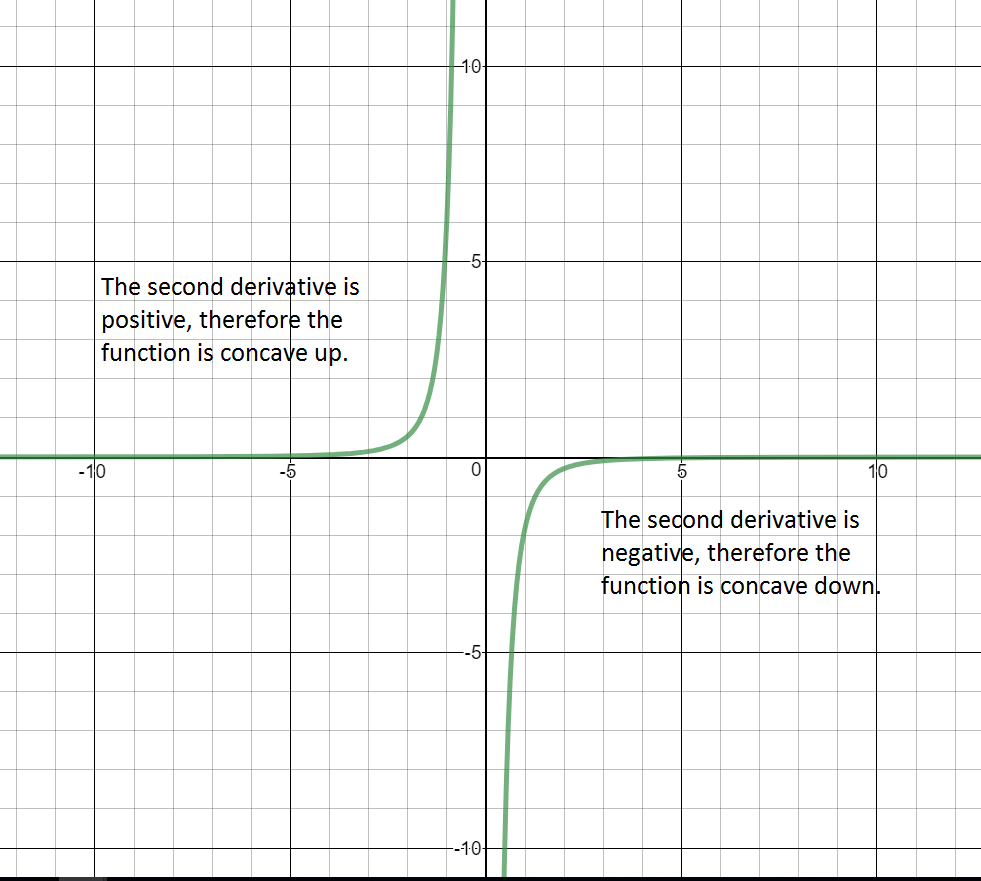 10
5
The second derivative is
positive, therefore the
function is concave up.
-10 -5 0 5 10
The second derivative is
negative, therefore the
function is concave down.
-5
-10